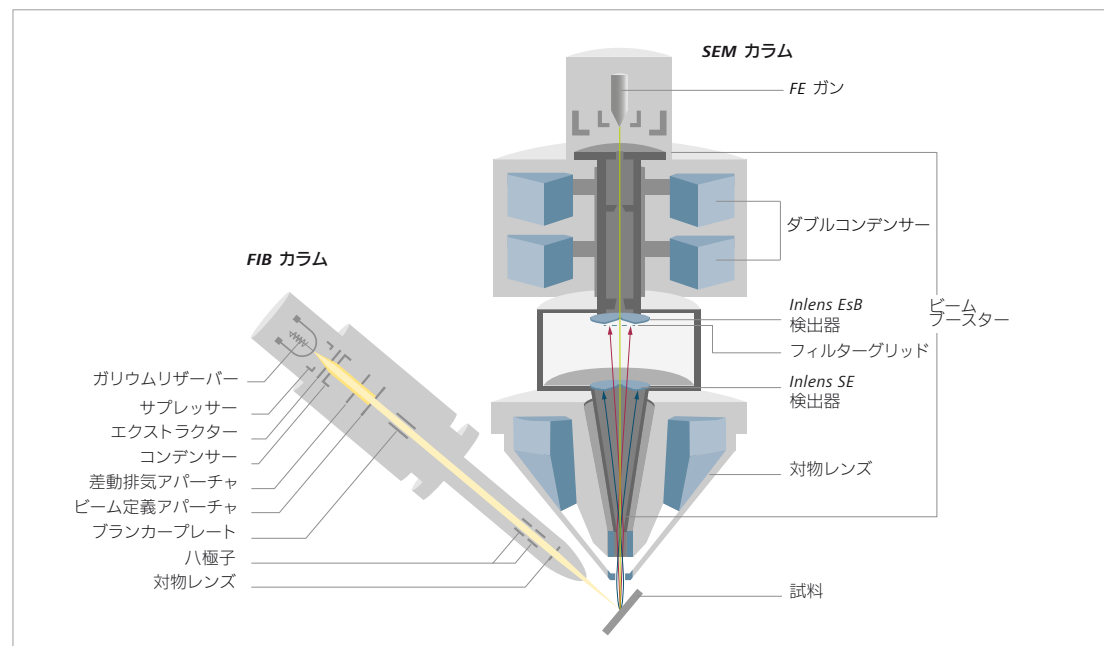 SEM カラム
FE ガン
ダブルコンデンサー
FIB カラム
Inlens EsB
検出器
ビーム
ブースター
フィルターグリッド
Inlens SE
検出器
ガリウムリザーバー
サプレッサー
エクストラクター
コンデンサー
差動排気アパーチャ
ビーム定義アパーチャ
ブランカープレート
八極子
対物レンズ
対物レンズ
試料